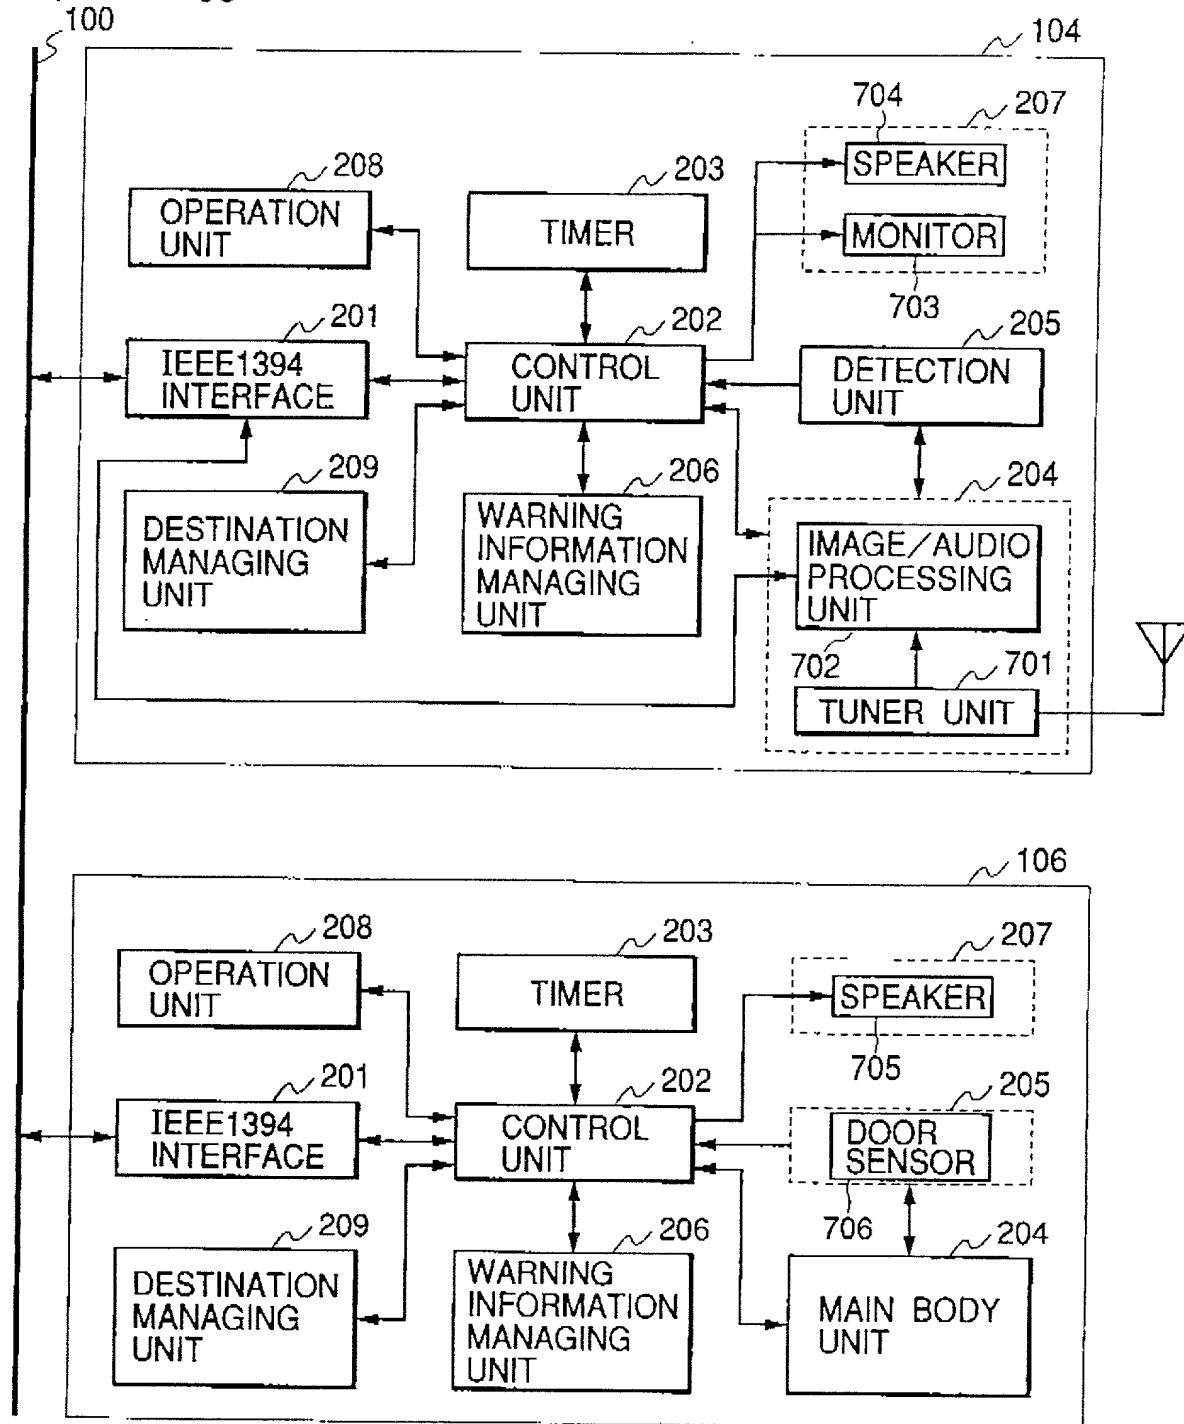 100
104
704
207
SPEAKER
208
203
OPERATION
UNIT
TIMER
MONITOR
703
201
202
205
IEEE1394
INTERFACE
CONTROL
UNIT
DETECTION
UNIT
209
206
204
DESTINATION
MANAGING
UNIT
WARNING
INFORMATION
MANAGING
UNIT
IMAGE/AUDIO
PROCESSING
UNIT
702
701
TUNER UNIT
106
208
203
207
OPERATION
UNIT
TIMER
SPEAKER
705
201
202
205
IEEE1394
INTERFACE
CONTROL
UNIT
DOOR
SENSOR
706
209
206
204
DESTINATION
MANAGING
UNIT
WARNING
INFORMATION
MANAGING
UNIT
MAIN BODY
UNIT